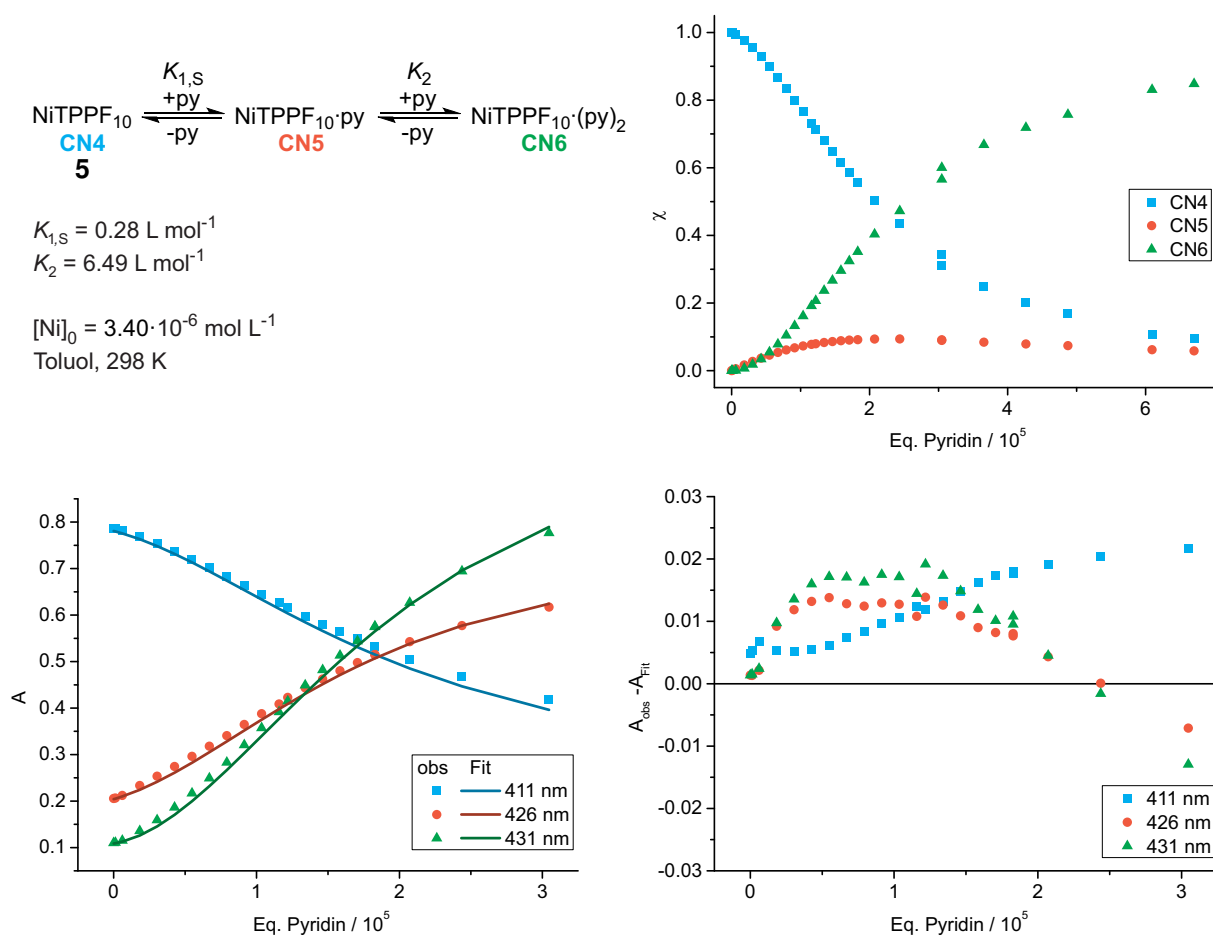 K1,S K2
+py +py
NiTPPF10 NiTPPF10·py NiTPPF10·(py)2
-py -py
CN4 CN5 CN6
5
K1,S = 0.28 L mol-1
K2 = 6.49 L mol-1
[Ni]0 = 3.40·10-6 mol L-1
Toluol, 298 K
1.0
0.8
0.6
0.4
0.2
0.0
χ
CN4
CN5
CN6
0 2 4 6
Eq. Pyridin / 10^5
0.8
0.7
0.6
0.5
0.4
0.3
0.2
0.1
A
obs Fit
411 nm
426 nm
431 nm
0 1 2 3
Eq. Pyridin / 10^5
0.03
0.02
0.01
0.00
-0.01
-0.02
-0.03
Aobs -AFit
411 nm
426 nm
431 nm
0 1 2 3
Eq. Pyridin / 10^5